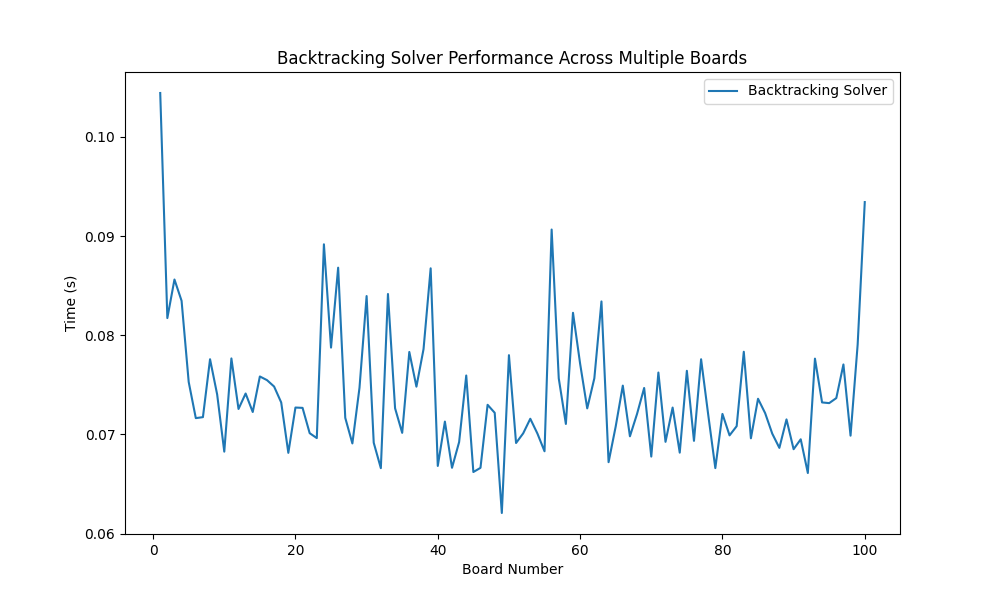 Backtracking Solver Performance Across Multiple Boards
Backtracking Solver
0.10
0.09
0.08
0.07
0.06
Time (s)
0 20 40 60 80 100
Board Number